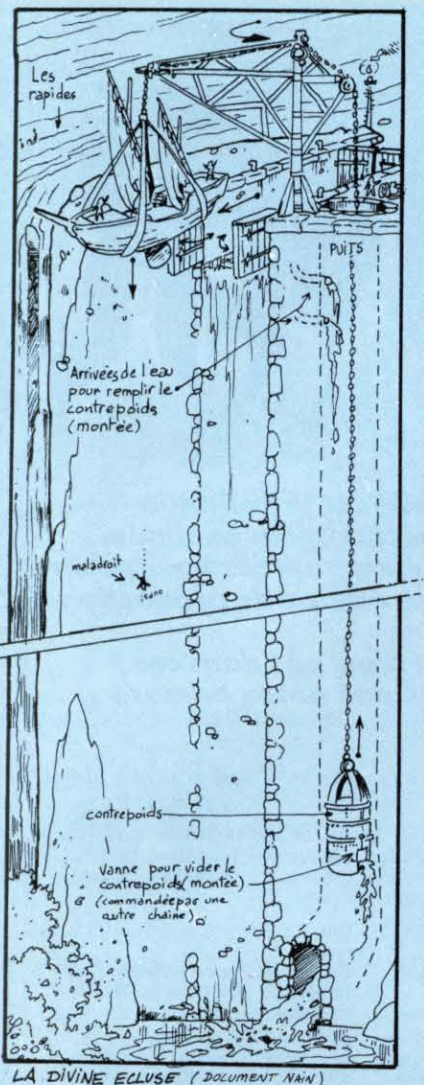 Les
rapides
PUITS
Arrivées de l'eau
pour remplir le
contrepoids
(montée)
maladroit
contrepoids
Vanne pour vider le
contrepoids (montée)
(commandée par une
autre chaîne)
LA DIVINE ECLUSE (DOCUMENT NAIN)